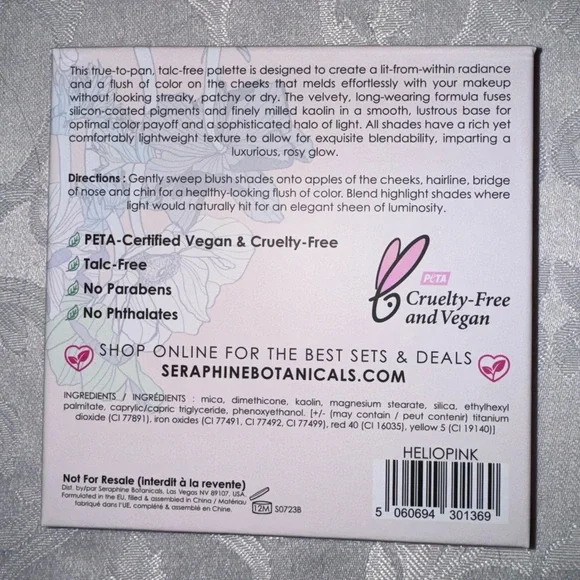 This true-to-pan, talc-free palette is designed to create a lit-from-within radiance
and a flush of color on the cheeks that melds effortlessly with your makeup
without looking streaky, patchy or dry. The velvety, long-wearing formula fuses
silicon-coated pigments and finely milled kaolin in a smooth, lustrous base for
optimal color payoff and a sophisticated halo of light. All shades have a rich yet
comfortably lightweight texture to allow for exquisite blendability, imparting a
luxurious, rosy glow.
Directions : Gently sweep blush shades onto apples of the cheeks, hairline, bridge
of nose and chin for a healthy-looking flush of color. Blend highlight shades where
light would naturally hit for an elegant sheen of luminosity.
PETA-Certified Vegan & Cruelty-Free
Talc-Free
No Parabens
No Phthalates
PETA
Cruelty-Free
and Vegan
SHOP ONLINE FOR THE BEST SETS & DEALS
SERAPHINEBOTANICALS.COM
INGREDIENTS / INGRÉDIENTS : mica, dimethicone, kaolin, magnesium stearate, silica, ethylhexyl
palmitate, caprylic/capric triglyceride, phenoxyethanol. [+/- (may contain / peut contenir) titanium
dioxide (CI 77891), iron oxides (CI 77491, CI 77492, CI 77499), red 40 (CI 16035), yellow 5 (CI 19140)]
HELIOPINK
Not For Resale (interdit à la revente)
Dist. by/par Seraphine Botanicals, Las Vegas NV 89107, USA.
Formulated in the EU, filled & assembled in China / Matériau
fabriqué dans l'UE, complété & assemblé en Chine.
12M
S0723B
5 060694 301369